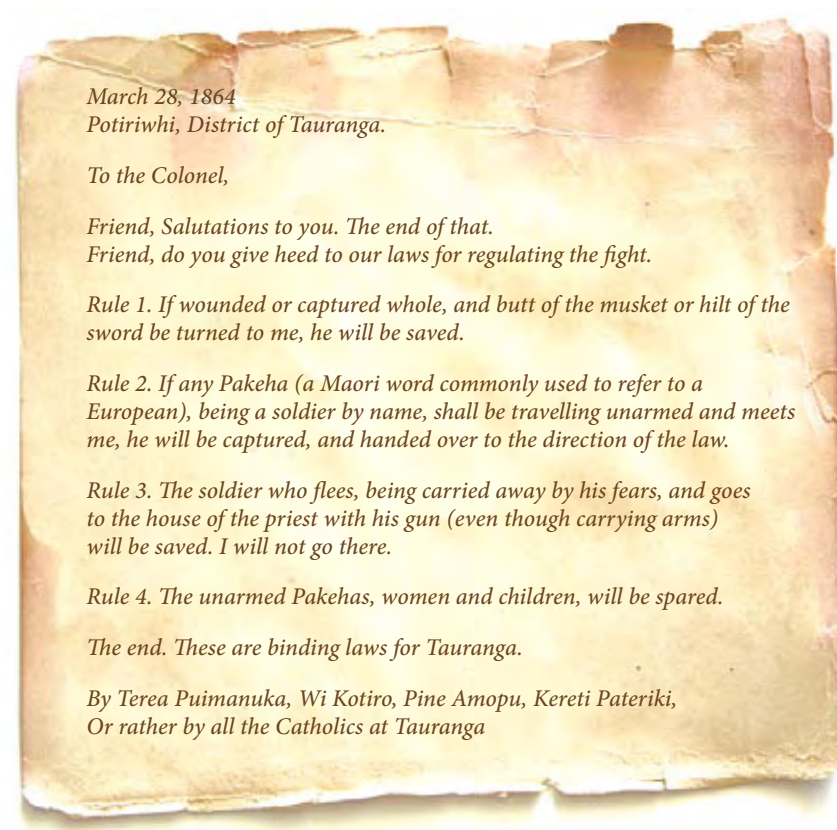 March 28, 1864
Potiriwhi, District of Tauranga.
To the Colonel,
Friend, Salutations to you. The end of that.
Friend, do you give heed to our laws for regulating the fight.
Rule 1. If wounded or captured whole, and butt of the musket or hilt of the
sword be turned to me, he will be saved.
Rule 2. If any Pakeha (a Maori word commonly used to refer to a
European), being a soldier by name, shall be travelling unarmed and meets
me, he will be captured, and handed over to the direction of the law.
Rule 3. The soldier who flees, being carried away by his fears, and goes
to the house of the priest with his gun (even though carrying arms)
will be saved. I will not go there.
Rule 4. The unarmed Pakehas, women and children, will be spared.
The end. These are binding laws for Tauranga.
By Terea Puimanuka, Wi Kotiro, Pine Amopu, Kereti Pateriki,
Or rather by all the Catholics at Tauranga